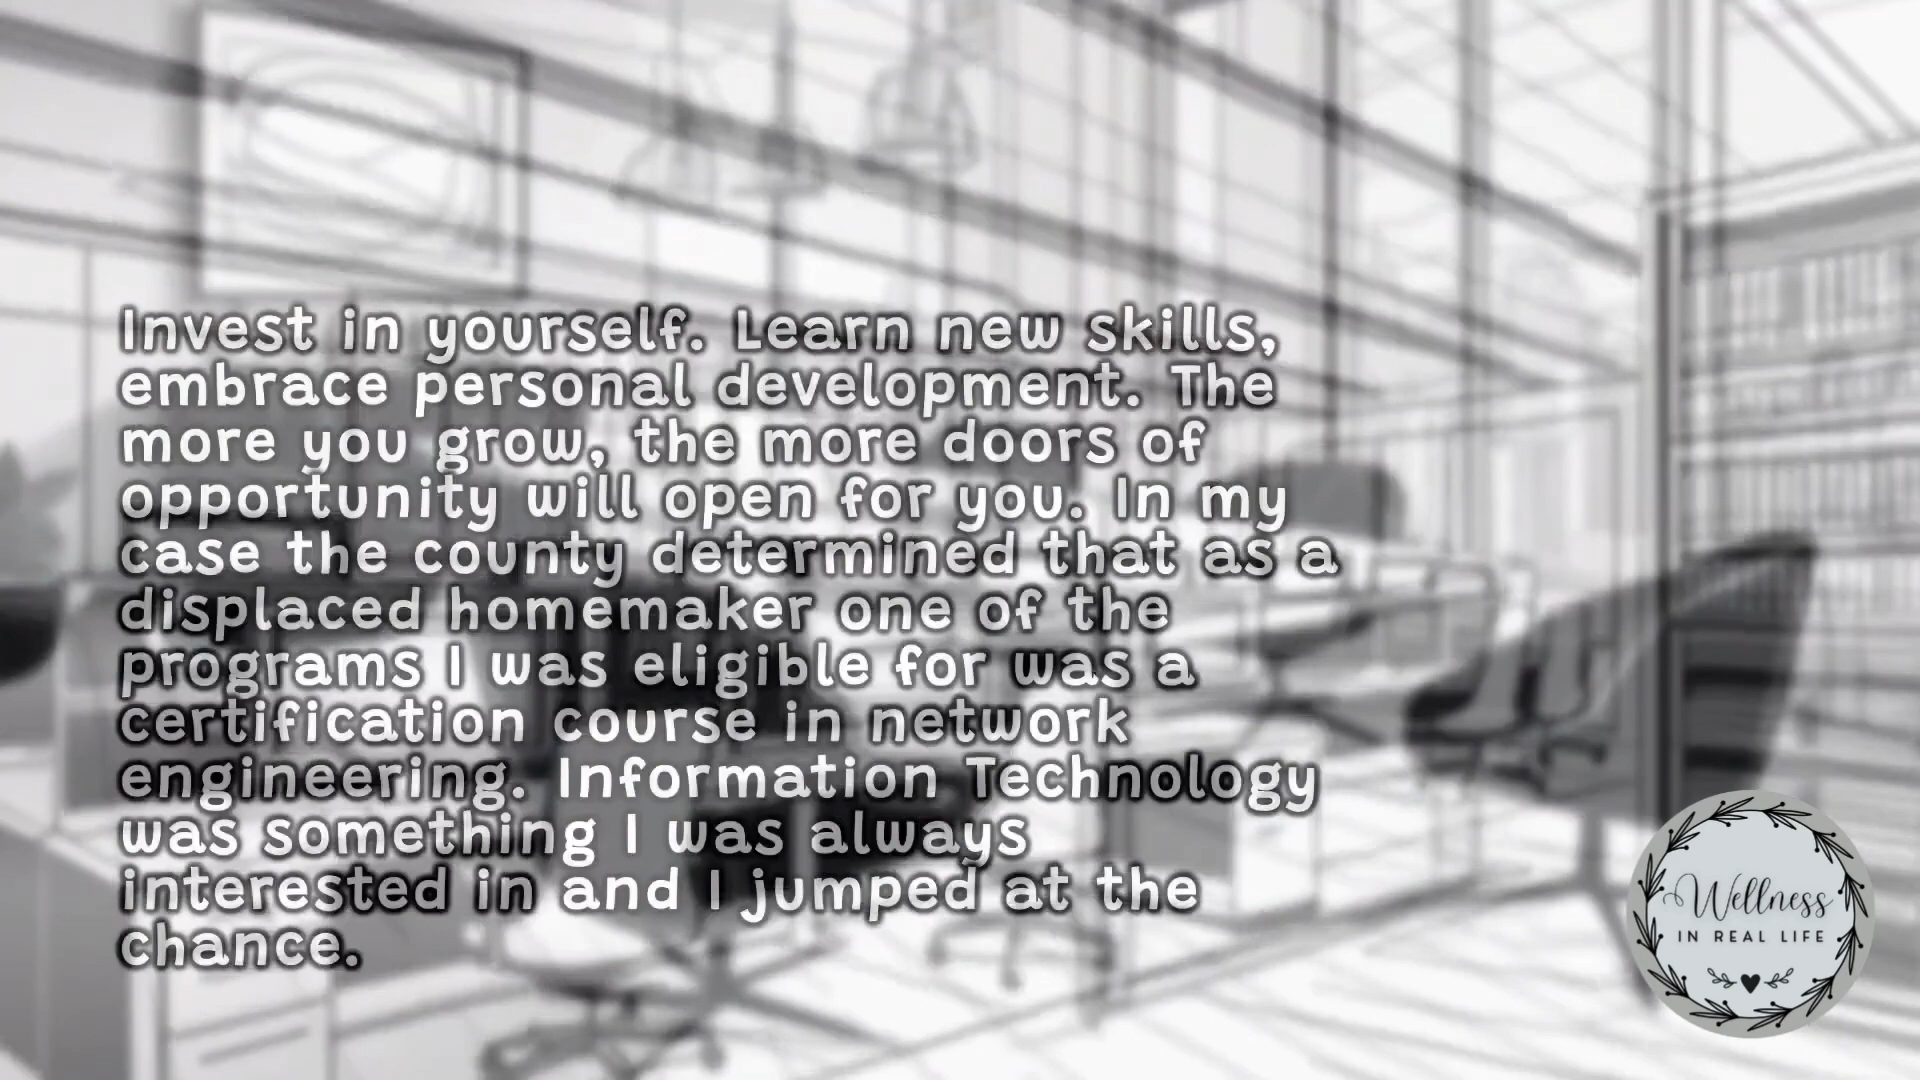 Invest in yourself. Learn new skills,
embrace personal development. The
more you grow, the more doors of
opportunity will open for you. In my
case the county determined that as a
displaced homemaker one of the
programs I was eligible for was a
certification course in network
engineering. Information Technology
was something I was always
interested in and I jumped at the
chance.
Wellness
IN REAL LIFE